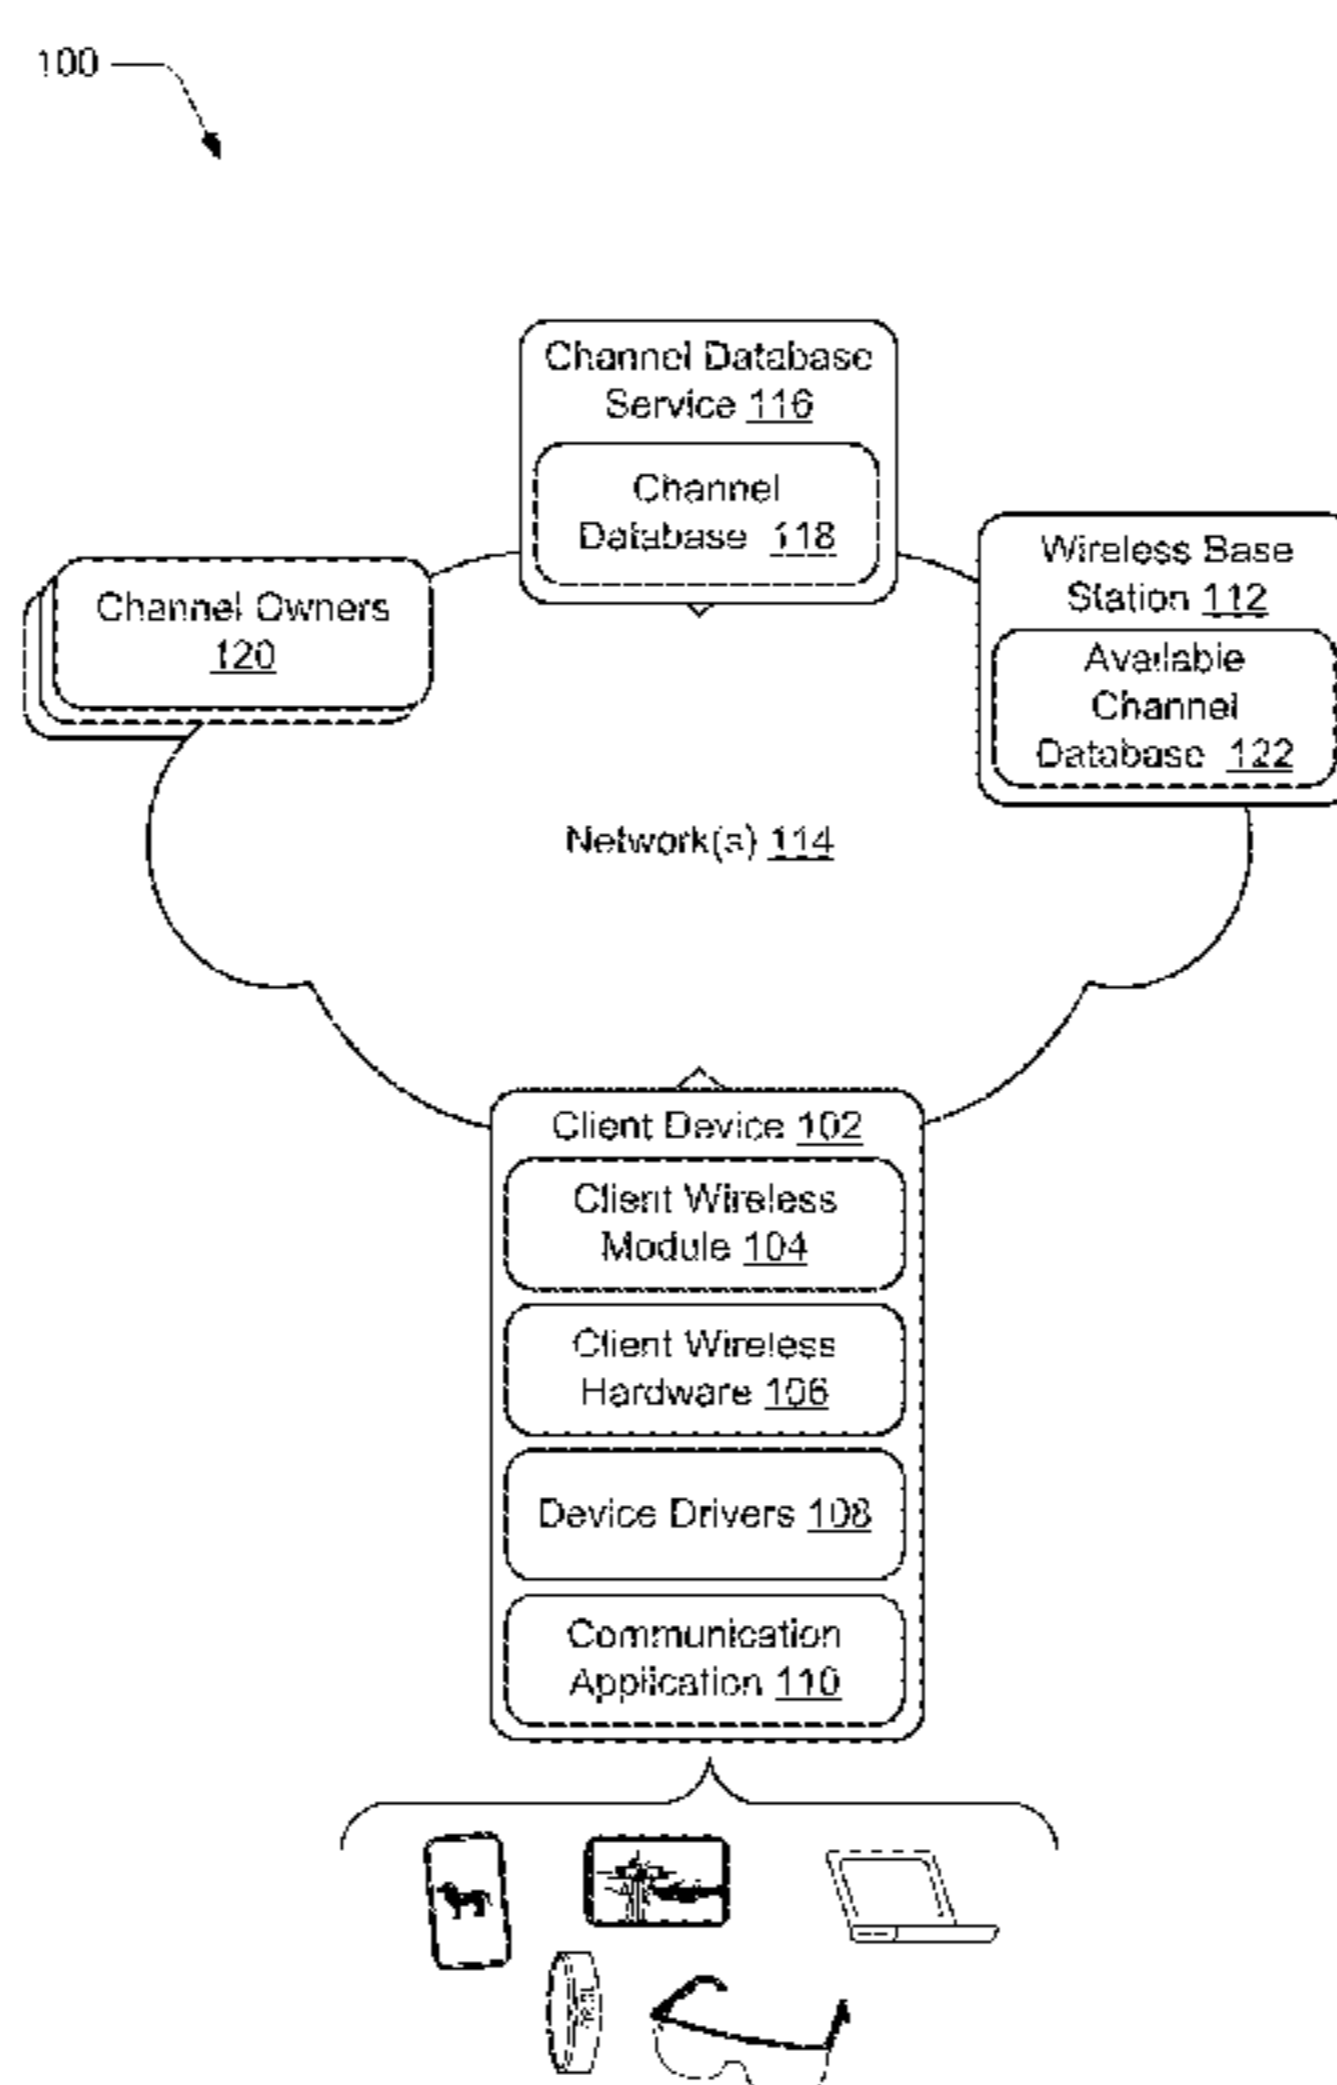 100
Channel Database
Service 116
Channel
Database 118
Wireless Base
Station 112
Available
Channel
Database 122
Channel Owners
120
Network(s) 114
Client Device 102
Client Wireless
Module 104
Client Wireless
Hardware 106
Device Drivers 108
Communication
Application 110